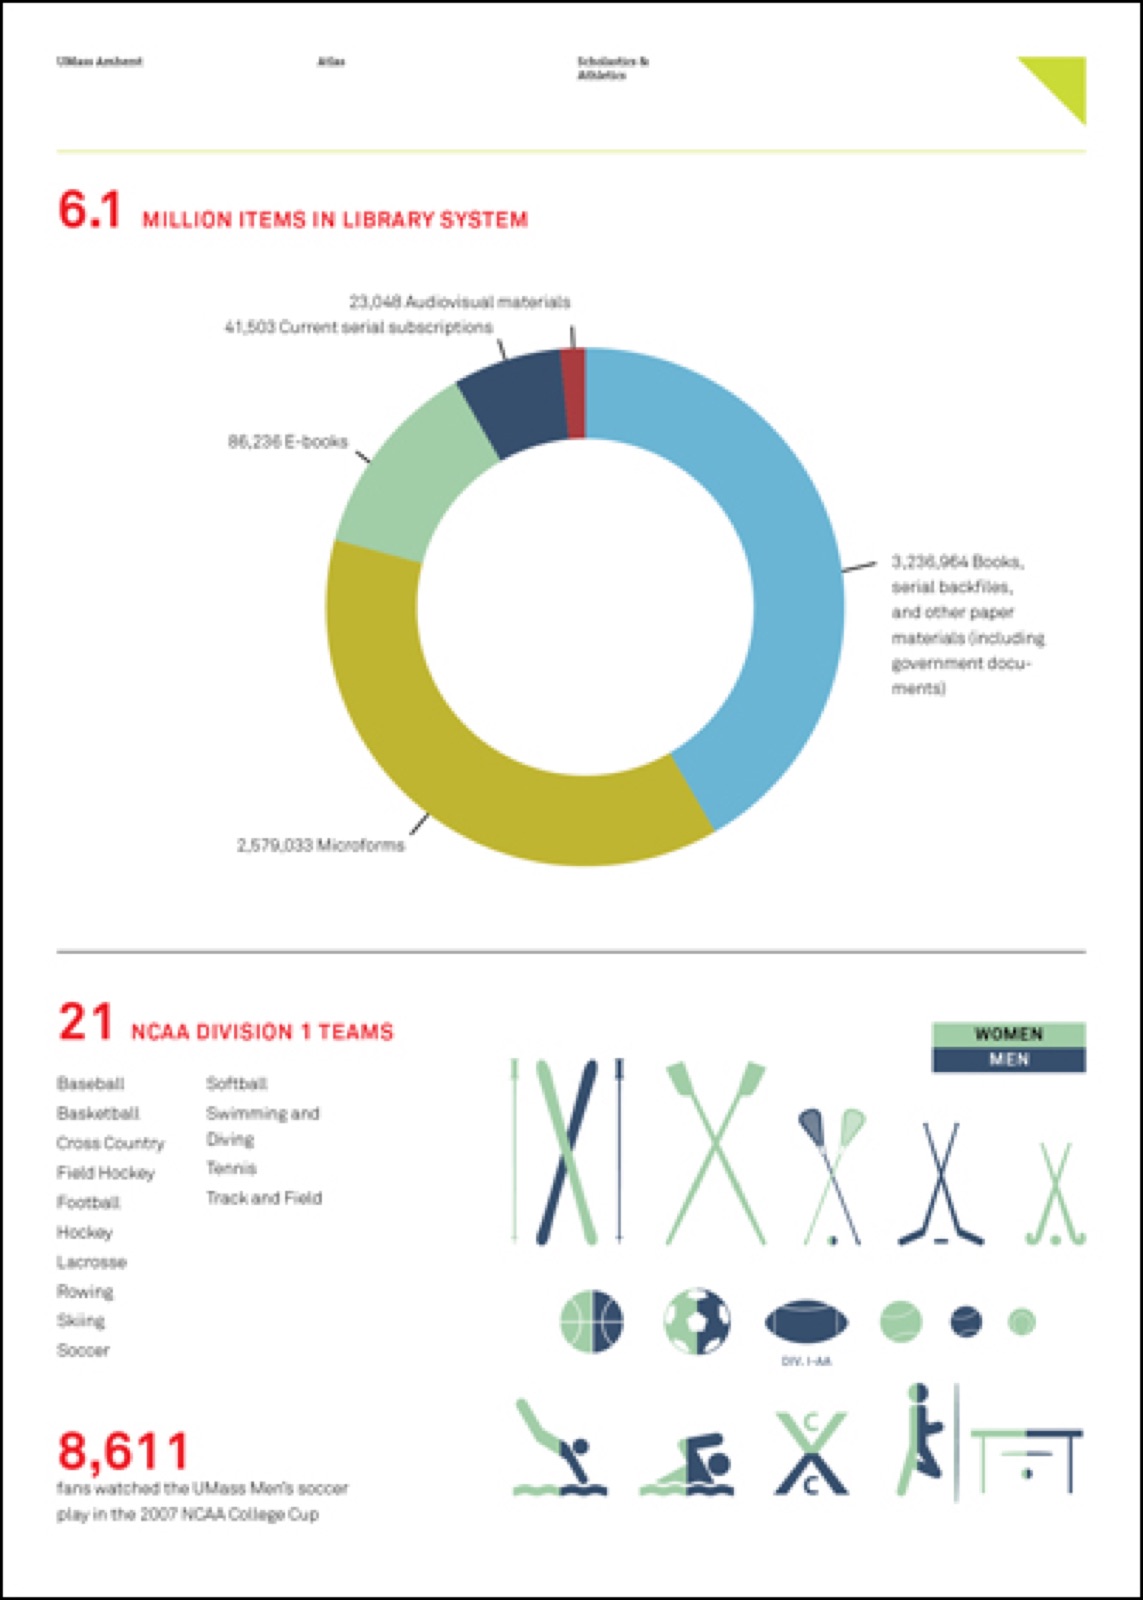 UMass Amherst
Atlas
Scholastics &
Athletics
6.1 MILLION ITEMS IN LIBRARY SYSTEM
23,048 Audiovisual materials
41,503 Current serial subscriptions
86,236 E-books
3,236,964 Books,
serial backfiles,
and other paper
materials (including
government docu-
ments)
2,579,033 Microforms
21 NCAA DIVISION 1 TEAMS
Baseball
Basketball
Cross Country
Field Hockey
Football
Hockey
Lacrosse
Rowing
Skiing
Soccer
Softball
Swimming and
Diving
Tennis
Track and Field
WOMEN
MEN
DIV. I-AA
C
C
8,611
fans watched the UMass Men's soccer
play in the 2007 NCAA College Cup